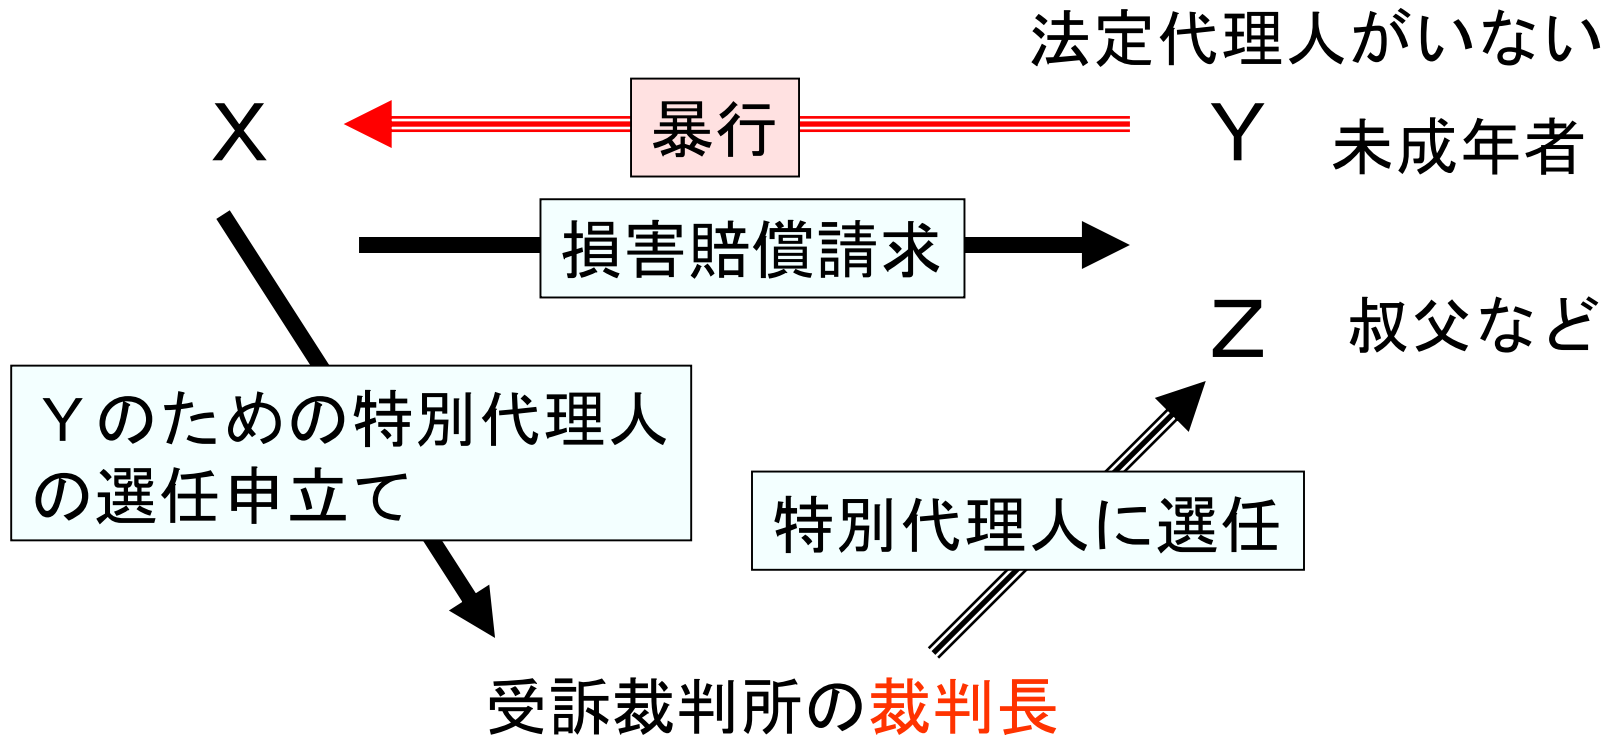 法定代理人がいない
X
暴行
Y
未成年者
損害賠償請求
Z
叔父など
Yのための特別代理人
の選任申立て
特別代理人に選任
受訴裁判所の裁判長